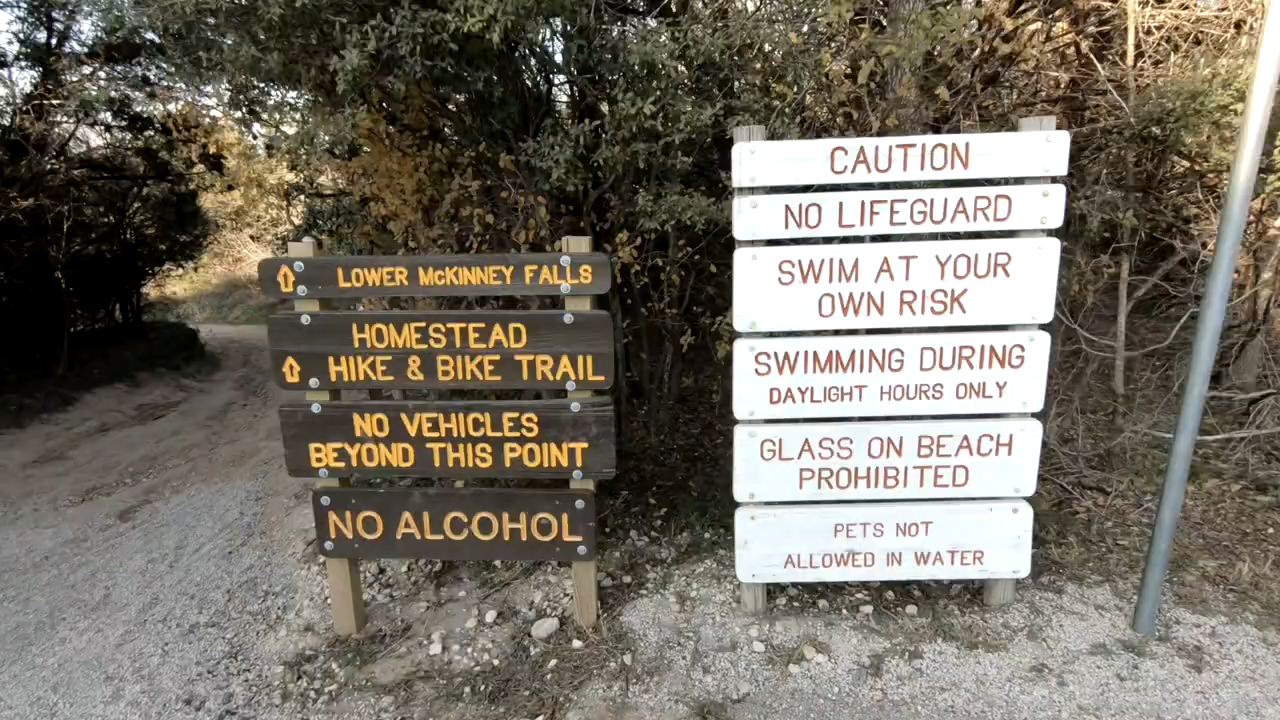 LOWER McKINNEY FALLS
HOMESTEAD
HIKE & BIKE TRAIL
NO VEHICLES
BEYOND THIS POINT
NO ALCOHOL
CAUTION
NO LIFEGUARD
SWIM AT YOUR
OWN RISK
SWIMMING DURING
DAYLIGHT HOURS ONLY
GLASS ON BEACH
PROHIBITED
PETS NOT
ALLOWED IN WATER